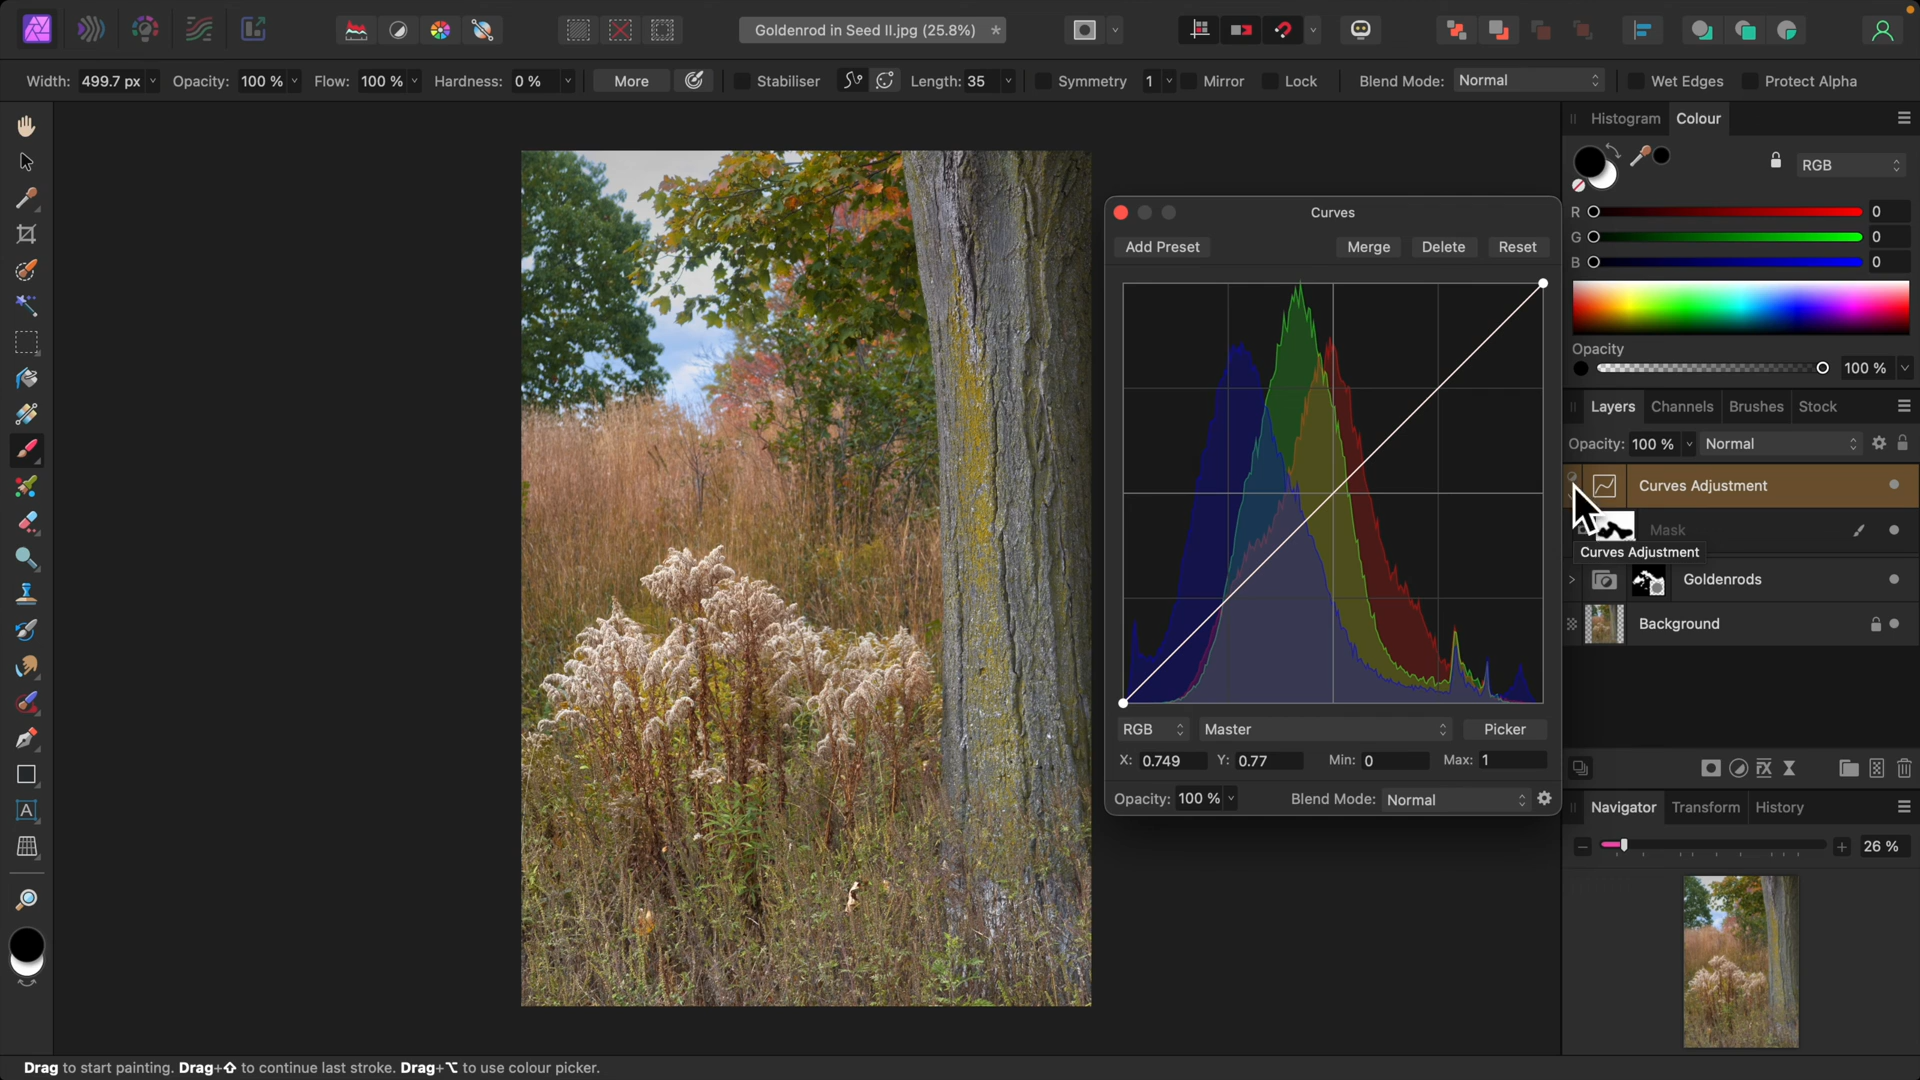 Goldenrod in Seed II.jpg (25.8%) *
Width: 499.7 px Opacity: 100 % Flow: 100 % Hardness: 0 % More Stabiliser Length: 35 Symmetry 1 Mirror Lock Blend Mode: Normal Wet Edges Protect Alpha
Histogram Colour
RGB
R 0
G 0
B 0
Opacity
100 %
Layers Channels Brushes Stock
Opacity: 100 % Normal
Curves Adjustment
Mask
Curves Adjustment
Goldenrods
Background
Navigator Transform History
26 %
Curves
Add Preset Merge Delete Reset
RGB Master Picker
X: 0.749 Y: 0.77 Min: 0 Max: 1
Opacity: 100 % Blend Mode: Normal
Drag to start painting. Drag+⇧ to continue last stroke. Drag+⌥ to use colour picker.